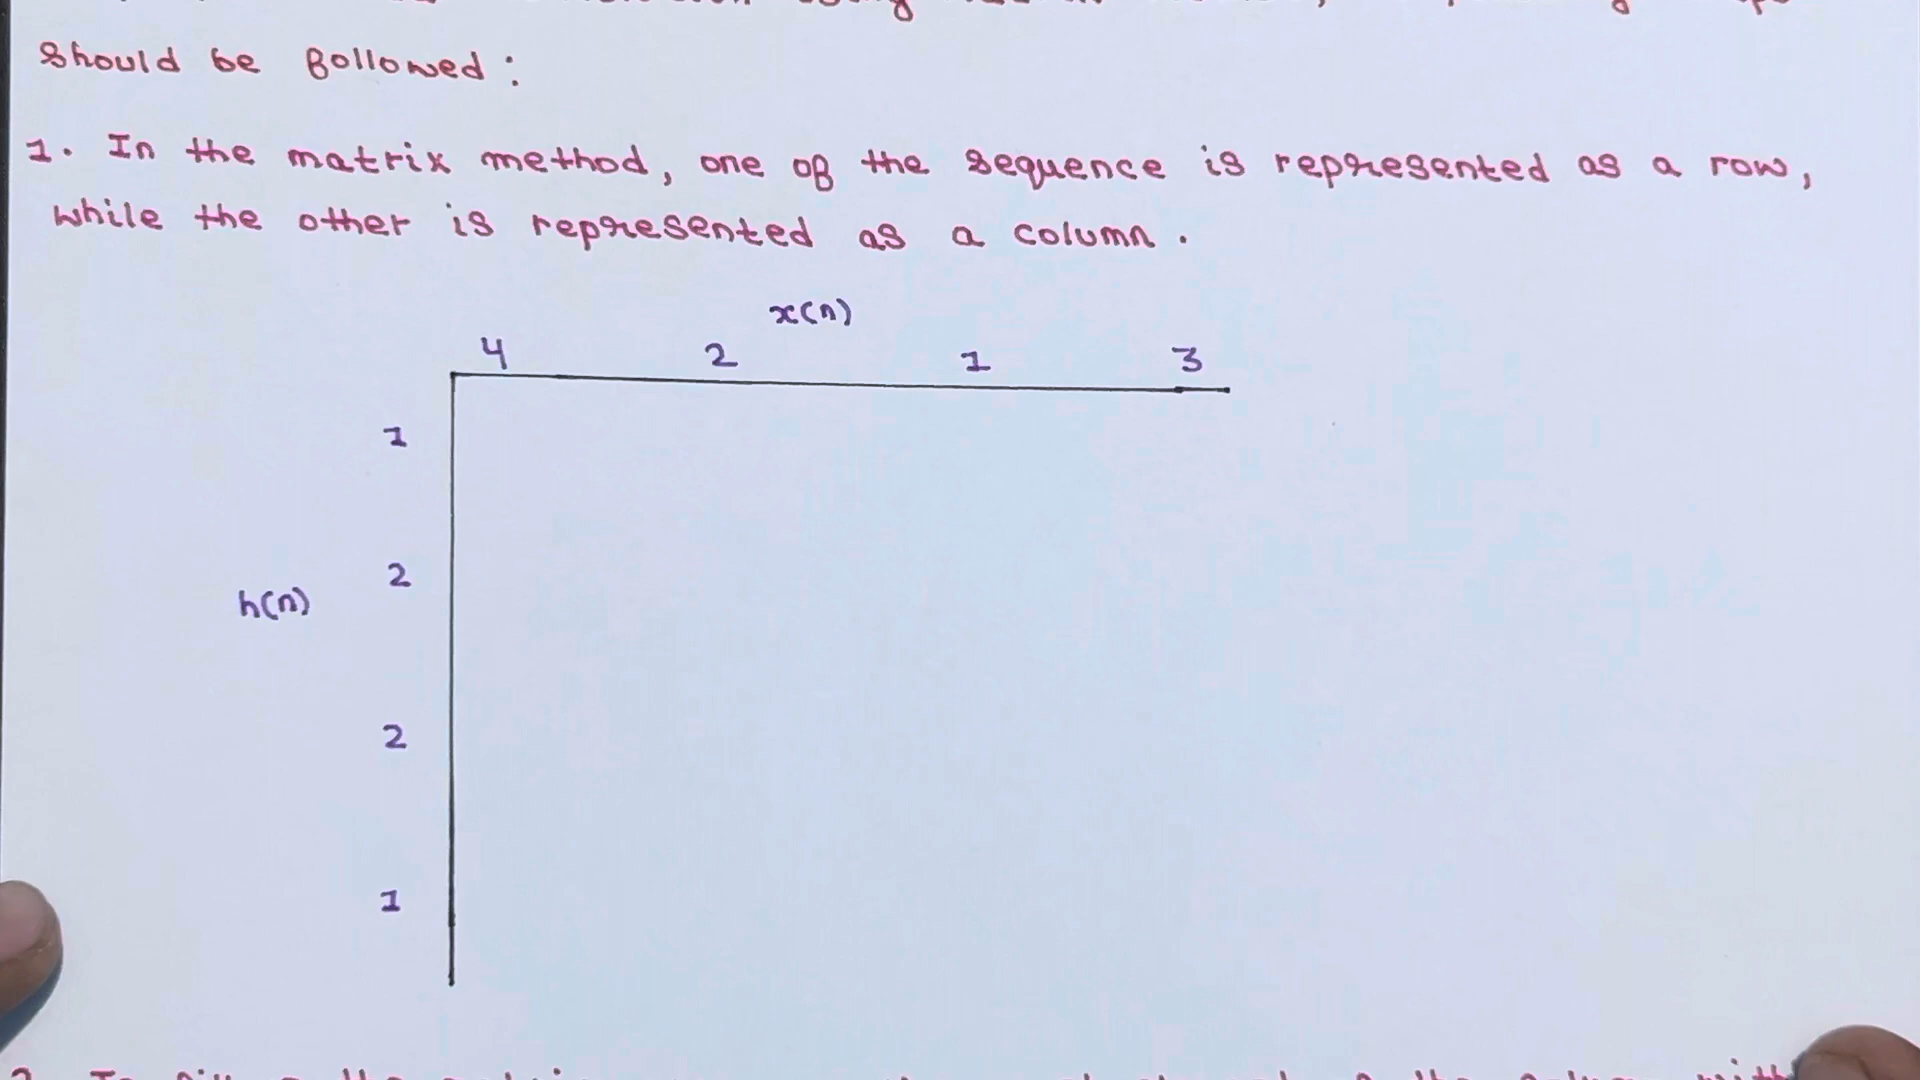 should be followed :
1. In the matrix method, one of the sequence is represented as a row,
while the other is represented as a column .
x(n)
4 2 1 3
1
2
h(n)
2
1